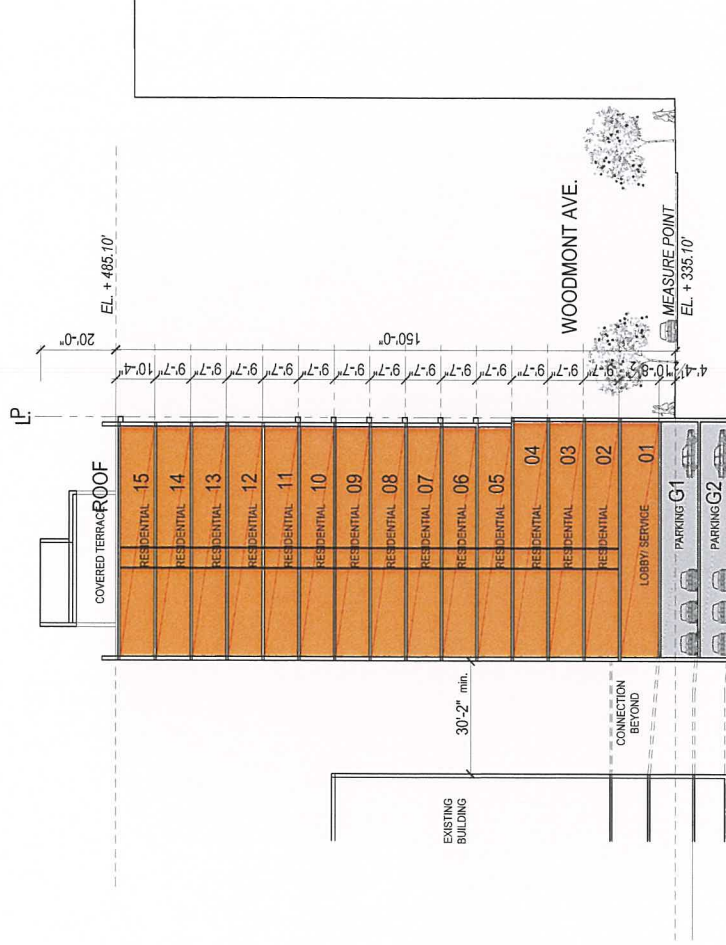 LP.
20'-0"
EL. + 485.10'
COVERED TERRACE
ROOF
10'-4"
RESIDENTIAL 15
9'-7"
RESIDENTIAL 14
9'-7"
RESIDENTIAL 13
9'-7"
RESIDENTIAL 12
9'-7"
RESIDENTIAL 11
9'-7"
RESIDENTIAL 10
9'-7"
RESIDENTIAL 09
9'-7"
RESIDENTIAL 08
9'-7"
RESIDENTIAL 07
9'-7"
RESIDENTIAL 06
9'-7"
RESIDENTIAL 05
9'-7"
RESIDENTIAL 04
9'-7"
RESIDENTIAL 03
9'-7"
RESIDENTIAL 02
9'-7"
LOBBY/ SERVICE 01
10'-8"
150'-0"
PARKING G1
PARKING G2
WOODMONT AVE.
MEASURE POINT
EL. + 335.10'
30'-2" min.
CONNECTION
BEYOND
EXISTING
BUILDING